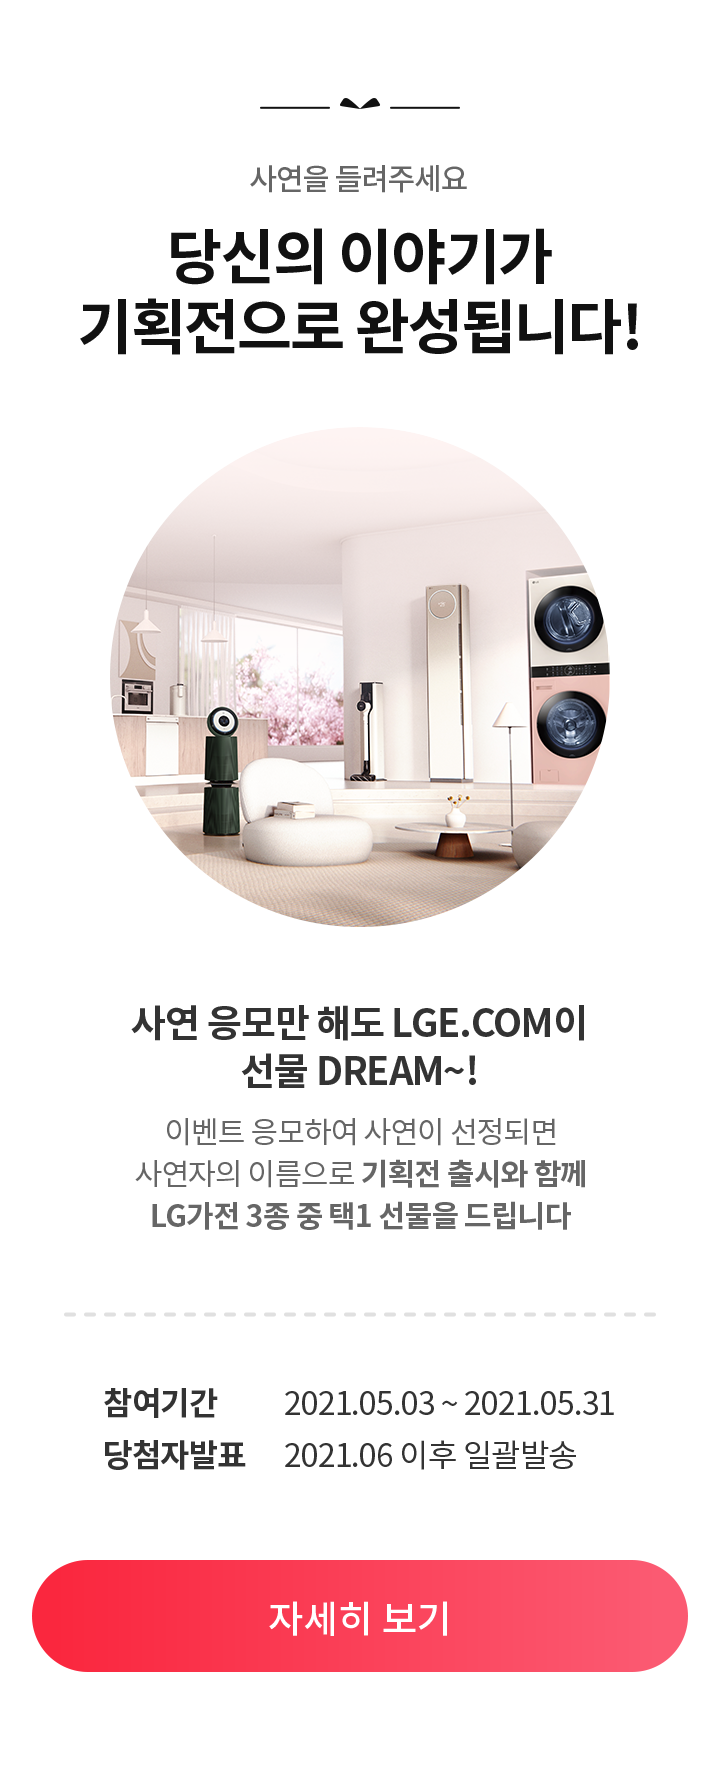 사연을 들려주세요
당신의 이야기가
기획전으로 완성됩니다!
사연 응모만 해도 LGE.COM이
선물 DREAM~!
이벤트 응모하여 사연이 선정되면
사연자의 이름으로 기획전 출시와 함께
LG가전 3종 중 택1 선물을 드립니다
참여기간 2021.05.03 ~ 2021.05.31
당첨자발표 2021.06 이후 일괄발송
자세히 보기